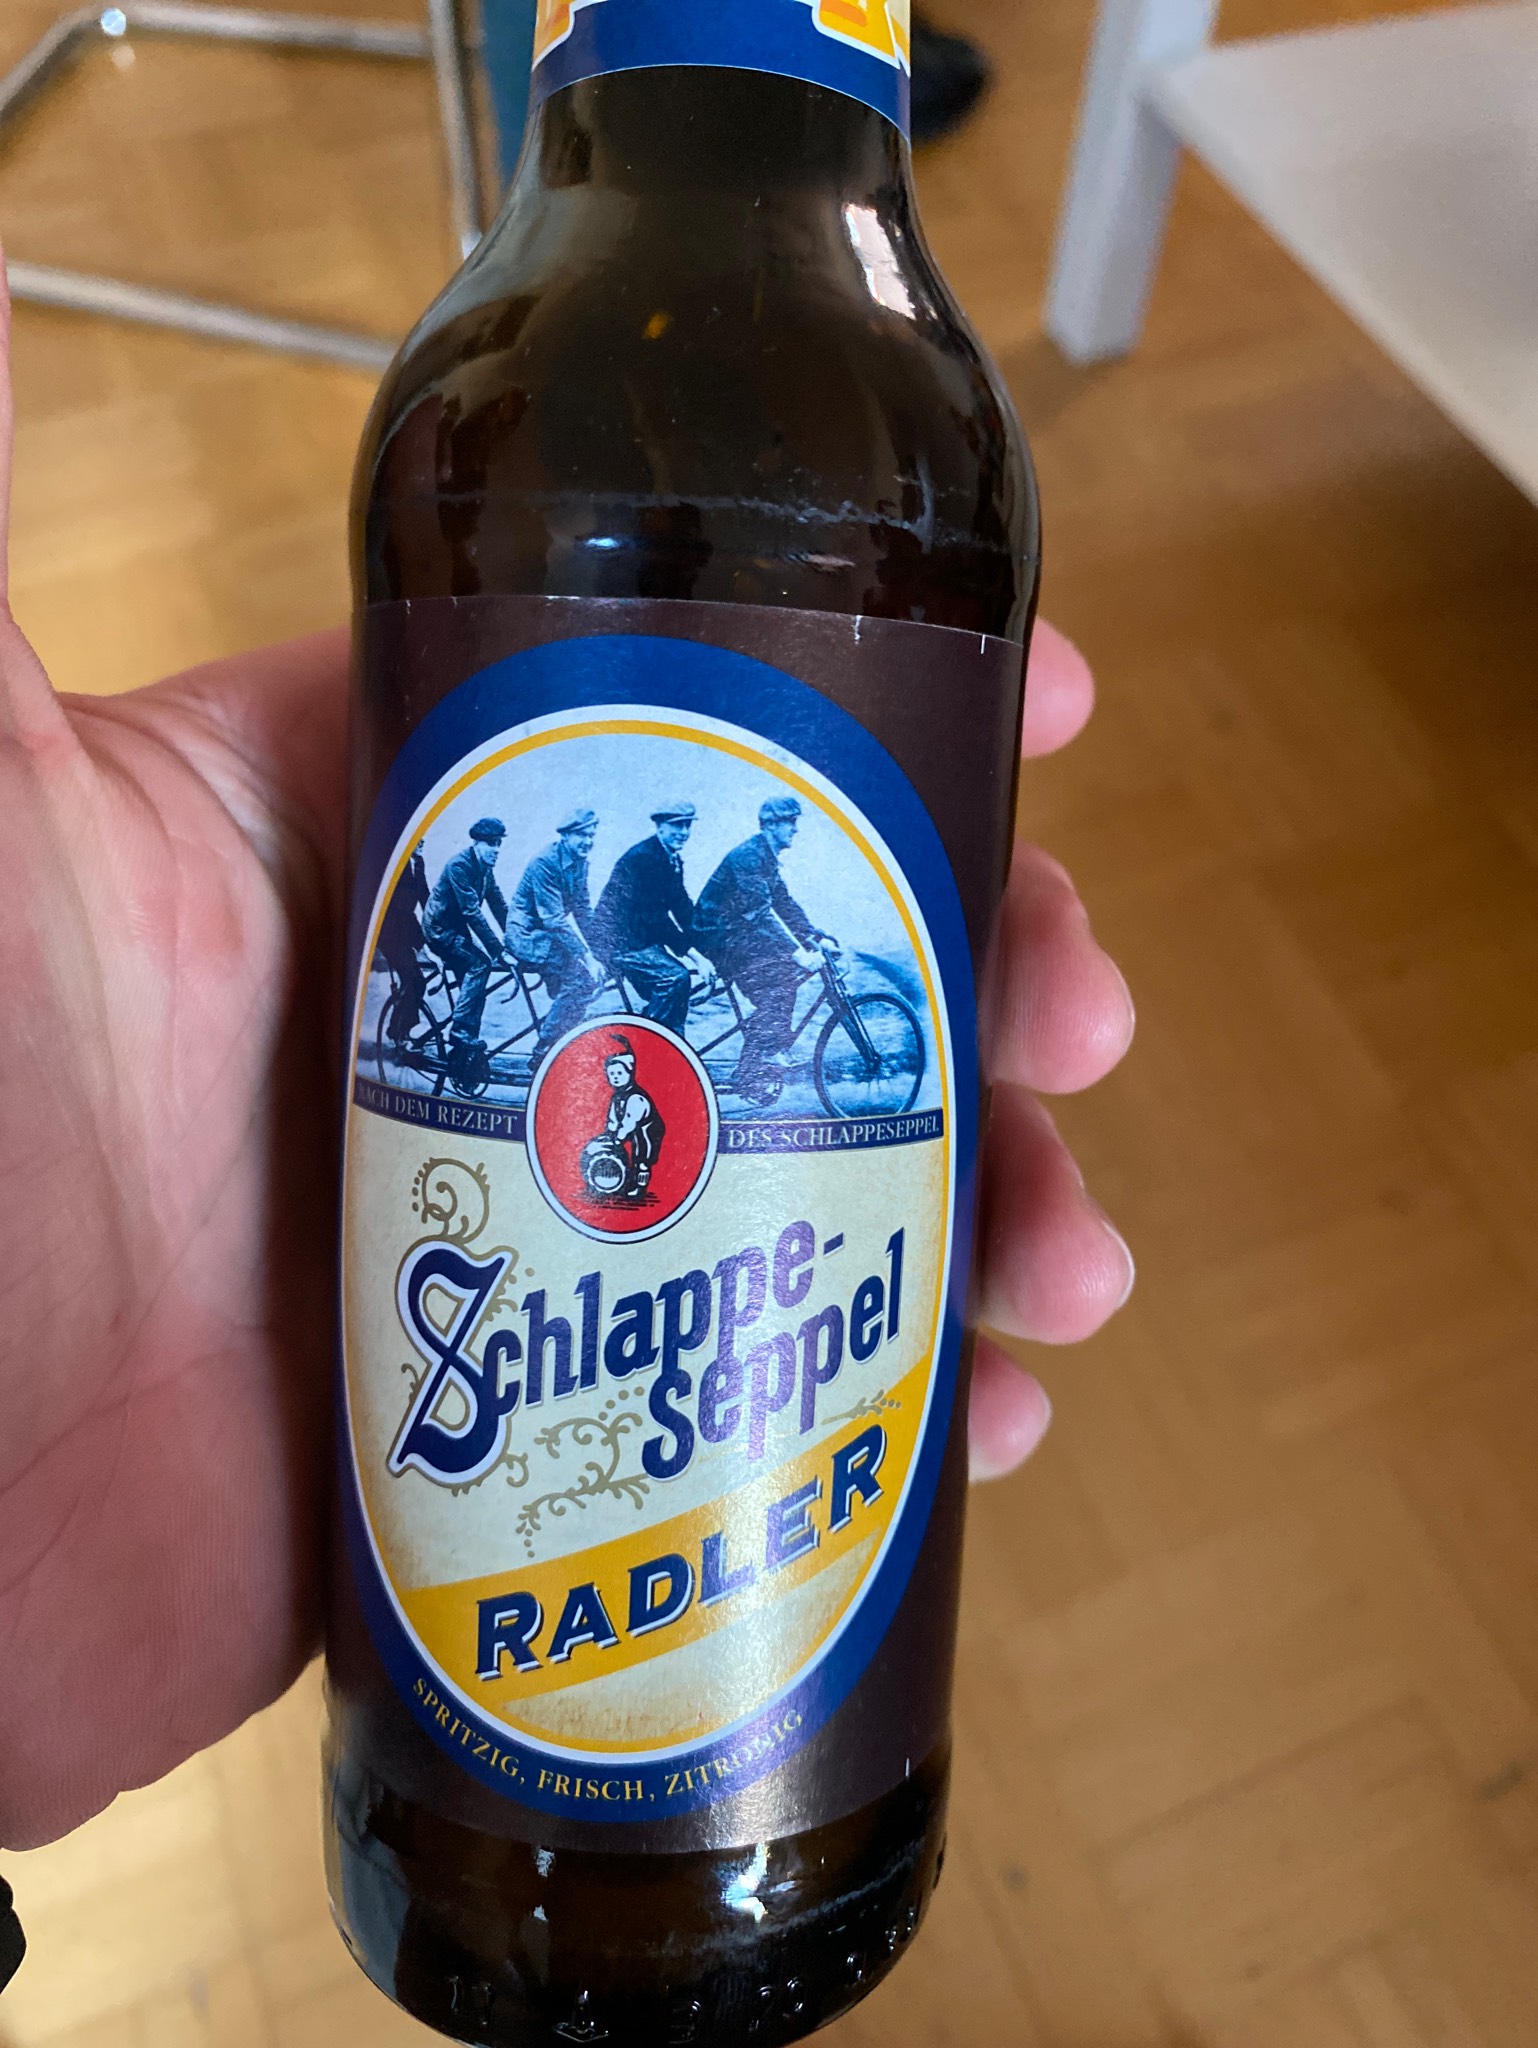 NACH DEM REZEPT DES SCHLAPPESEPPEL
Schlappe-
seppel
RADLER
SPRITZIG, FRISCH, ZITRONIG